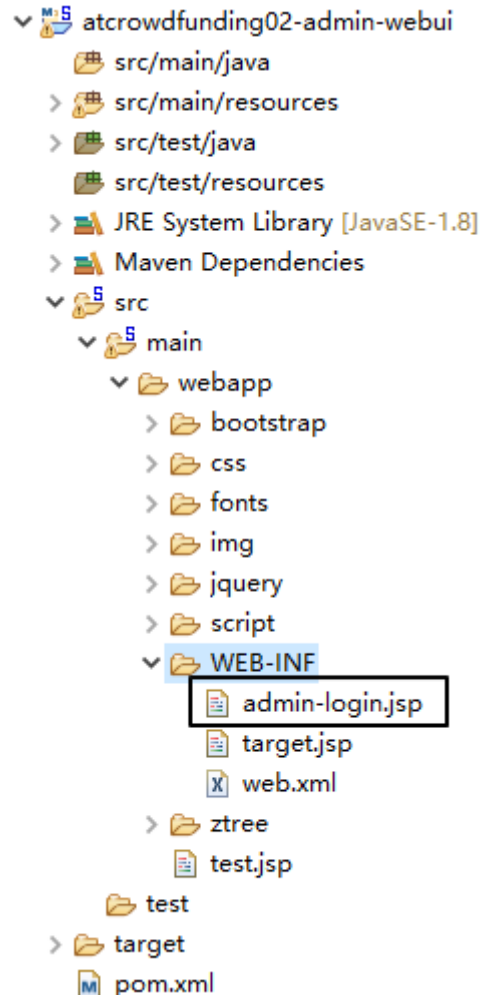 atcrowdfunding02-admin-webui
src/main/java
src/main/resources
src/test/java
src/test/resources
JRE System Library [JavaSE-1.8]
Maven Dependencies
src
main
webapp
bootstrap
css
fonts
img
jquery
script
WEB-INF
admin-login.jsp
target.jsp
web.xml
ztree
test.jsp
test
target
pom.xml